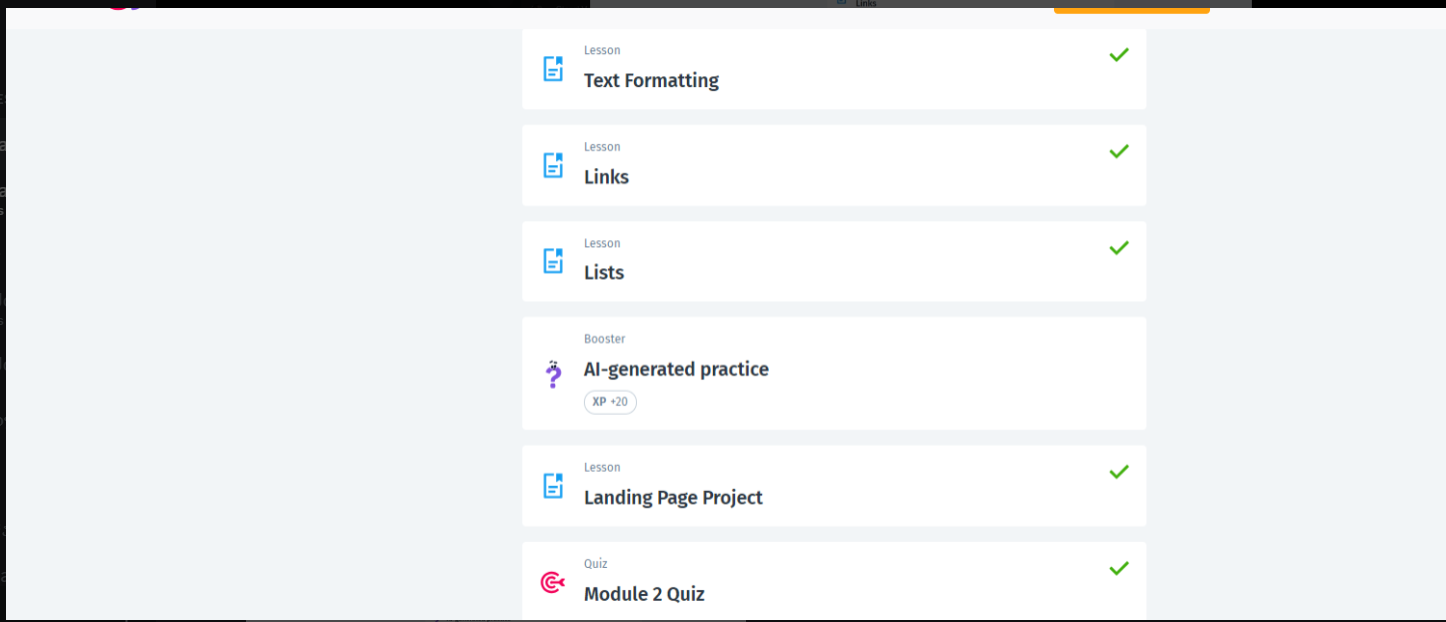 Links
Lesson
Text Formatting
Lesson
Links
Lesson
Lists
Booster
AI-generated practice
XP +20
Lesson
Landing Page Project
Quiz
Module 2 Quiz